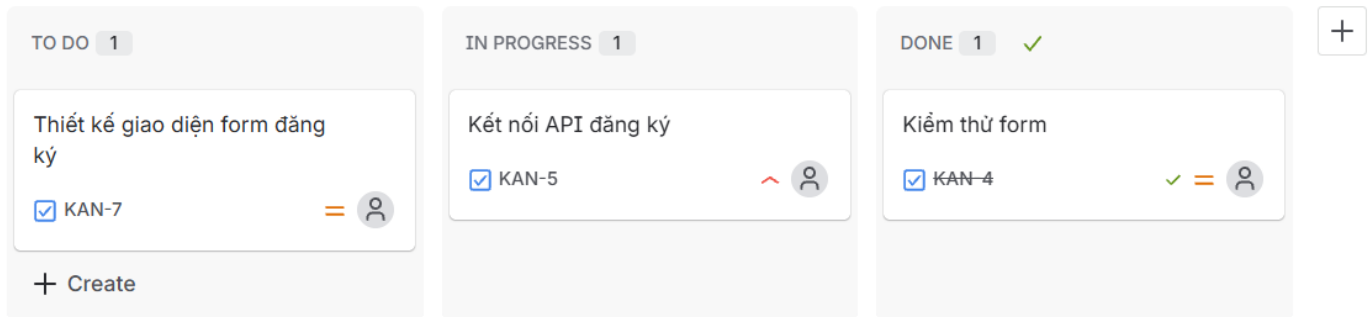 TO DO 1
Thiết kế giao diện form đăng
ký
KAN-7
+ Create
IN PROGRESS 1
Kết nối API đăng ký
KAN-5
DONE 1
Kiểm thử form
KAN-4